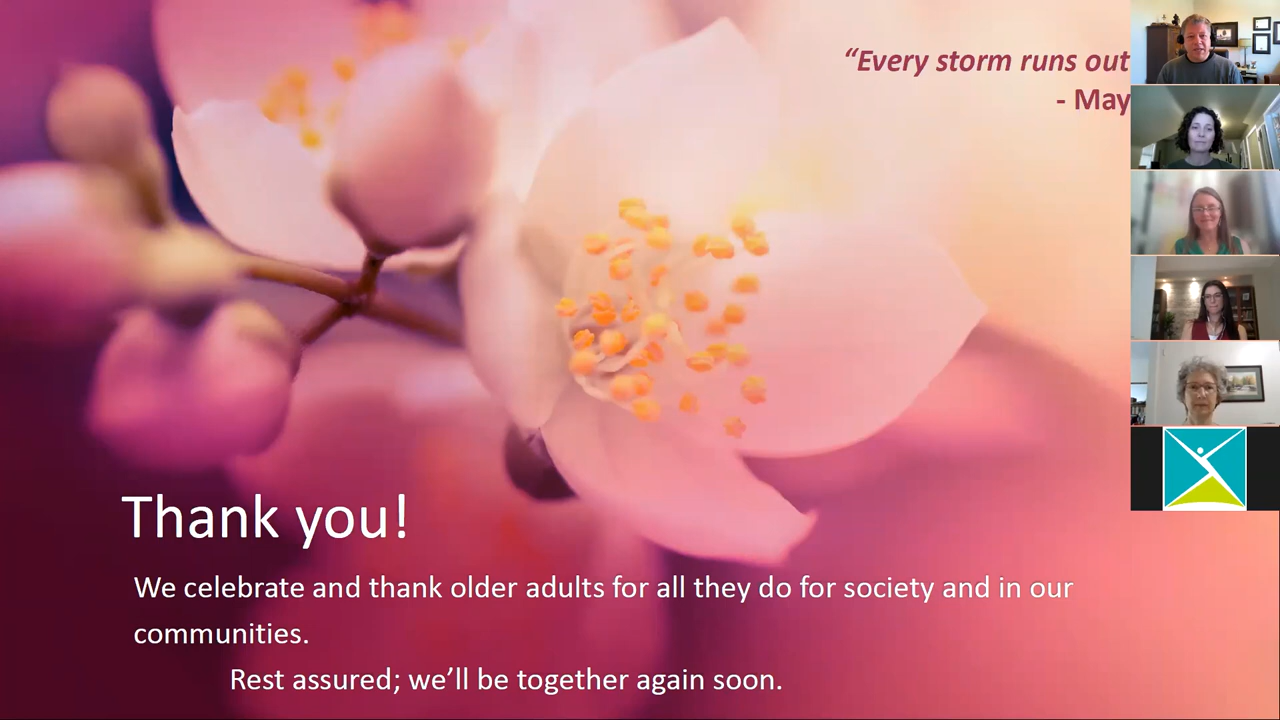 “Every storm runs out
- May
Thank you!
We celebrate and thank older adults for all they do for society and in our
communities.
Rest assured; we’ll be together again soon.